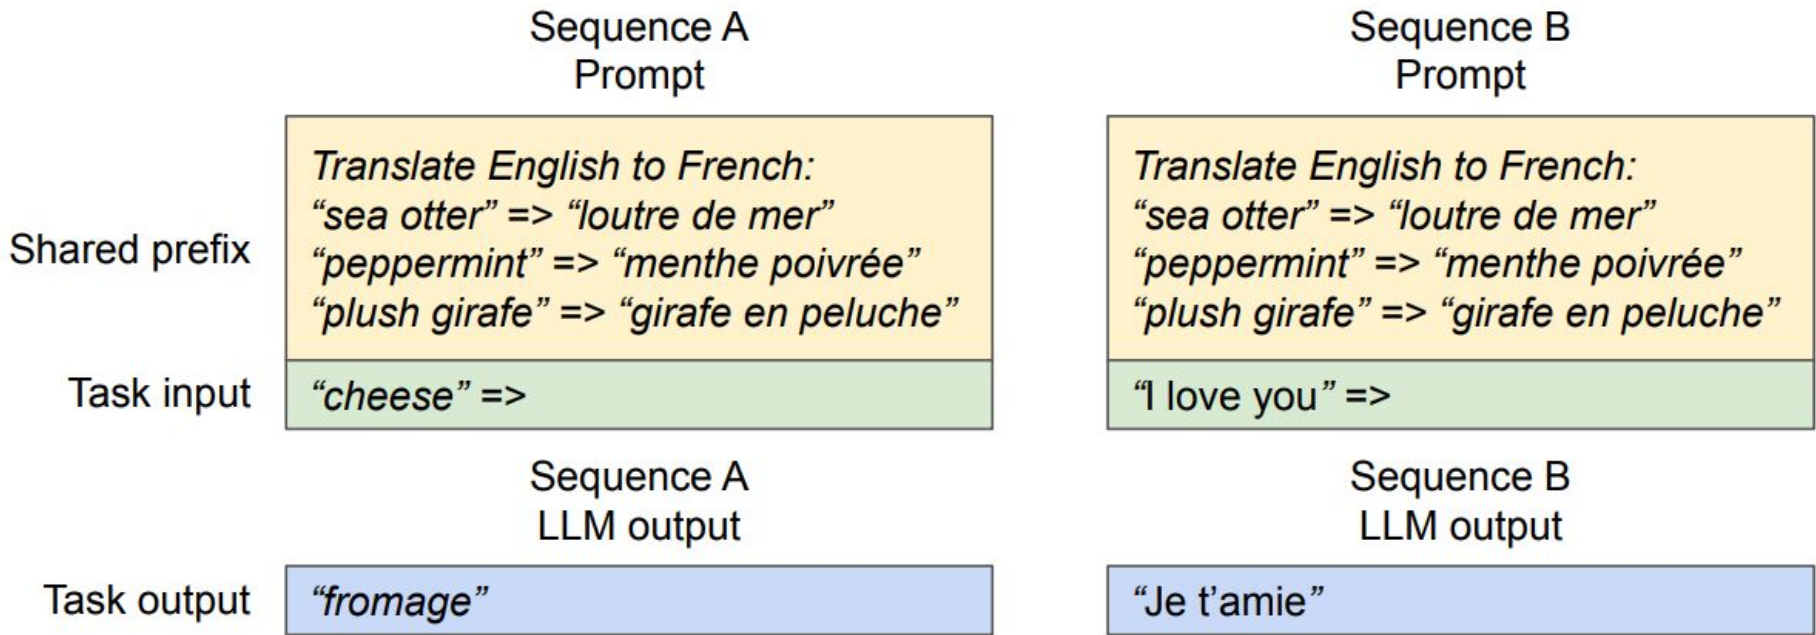 Sequence A
Prompt
Sequence B
Prompt
Shared prefix
Translate English to French:
“sea otter” => “loutre de mer”
“peppermint” => “menthe poivrée”
“plush girafe” => “girafe en peluche”
Translate English to French:
“sea otter” => “loutre de mer”
“peppermint” => “menthe poivrée”
“plush girafe” => “girafe en peluche”
Task input
“cheese” =>
“I love you” =>
Sequence A
LLM output
Sequence B
LLM output
Task output
“fromage”
“Je t’amie”